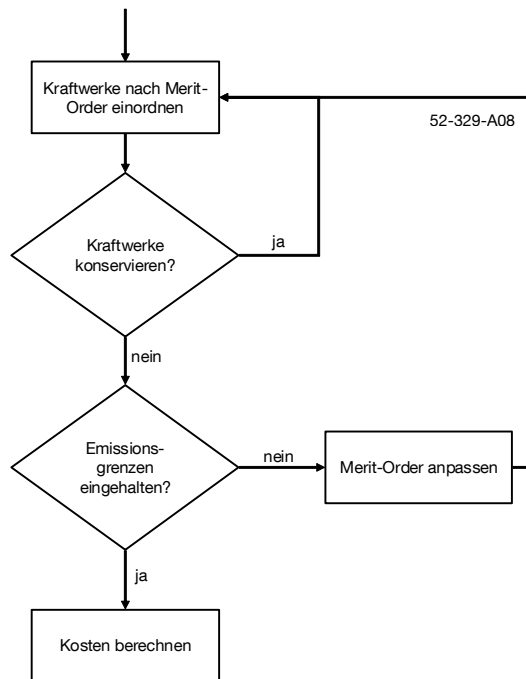 Kraftwerke nach Merit-
Order einordnen
52-329-A08
Kraftwerke
konservieren?
ja
nein
Emissions-
grenzen
eingehalten?
nein
Merit-Order anpassen
ja
Kosten berechnen